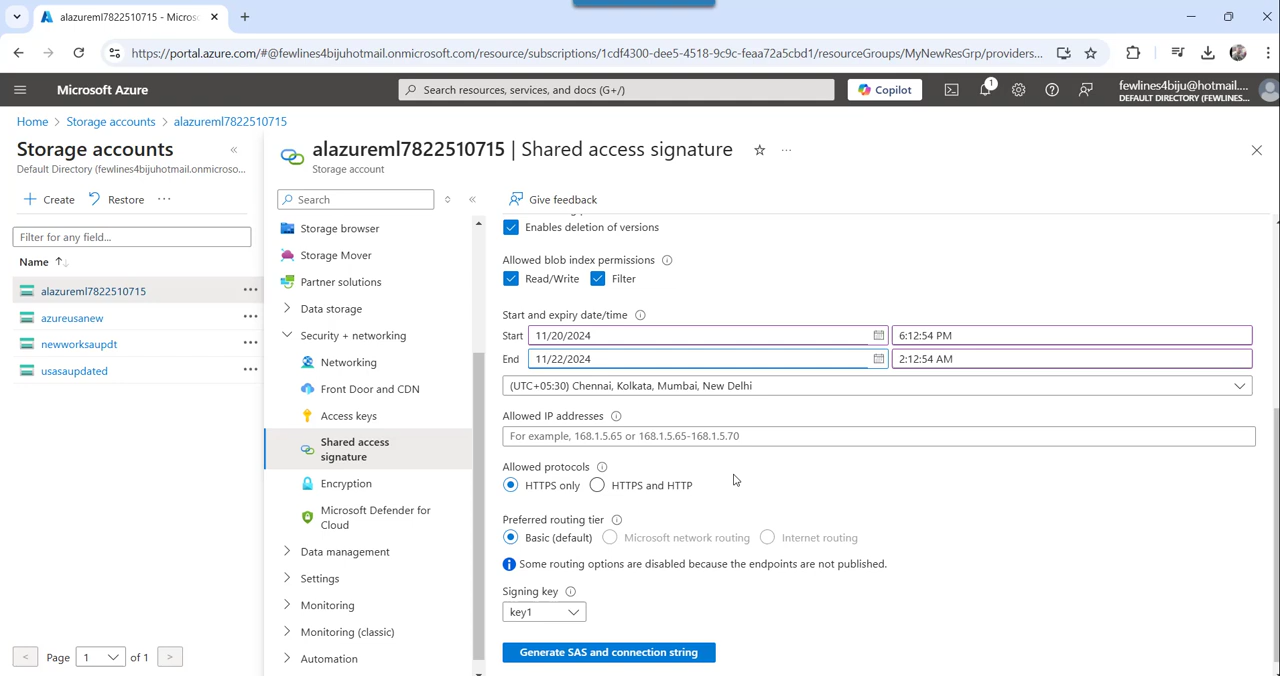 alazureml7822510715 - Micros
https://portal.azure.com/#@fewlines4bijuhotmail.onmicrosoft.com/resource/subscriptions/1cdf4300-dee5-4518-9c9c-feaa72a5cbd1/resourceGroups/MyNewResGrp/providers...
Microsoft Azure
Search resources, services, and docs (G+/)
Copilot
1
fewlines4biju@hotmail....
DEFAULT DIRECTORY (FEWLINES...
Home > Storage accounts > alazureml7822510715
Storage accounts
Default Directory (fewlines4bijuhotmail.onmicroso...
Create
Restore
Filter for any field...
Name
alazureml7822510715
azureusanew
newworksaupdt
usasaupdated
< Page 1 of 1 >
alazureml7822510715 | Shared access signature
Storage account
Search
Storage browser
Storage Mover
Partner solutions
Data storage
Security + networking
Networking
Front Door and CDN
Access keys
Shared access
signature
Encryption
Microsoft Defender for
Cloud
Data management
Settings
Monitoring
Monitoring (classic)
Automation
Give feedback
Enables deletion of versions
Allowed blob index permissions
Read/Write Filter
Start and expiry date/time
Start 11/20/2024 6:12:54 PM
End 11/22/2024 2:12:54 AM
(UTC+05:30) Chennai, Kolkata, Mumbai, New Delhi
Allowed IP addresses
For example, 168.1.5.65 or 168.1.5.65-168.1.5.70
Allowed protocols
HTTPS only HTTPS and HTTP
Preferred routing tier
Basic (default) Microsoft network routing Internet routing
Some routing options are disabled because the endpoints are not published.
Signing key
key1
Generate SAS and connection string